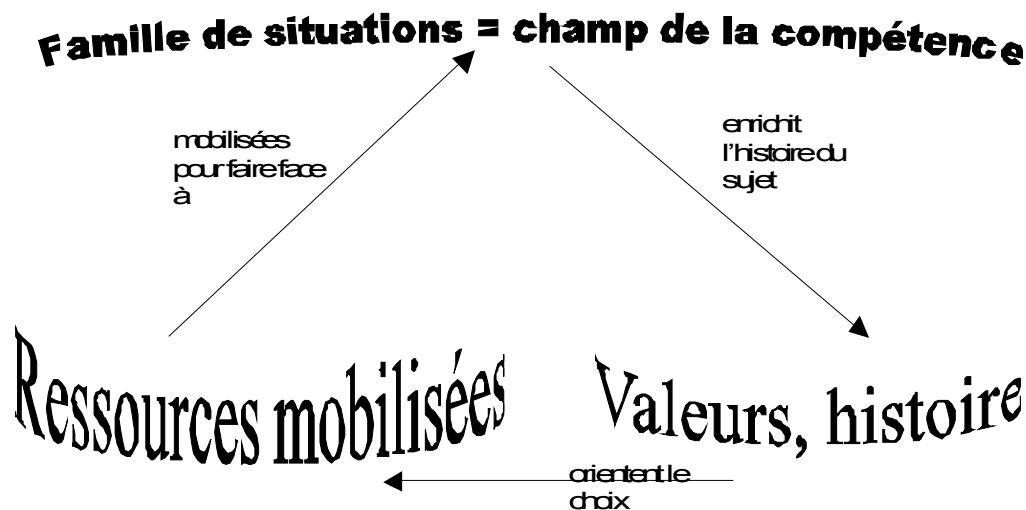 Famille de situations = champ de la compétence
mobilisées
pour faire face
à
enrichit
l'histoire du
sujet
Ressources mobilisées
Valeurs, histoire
orientent le
choix